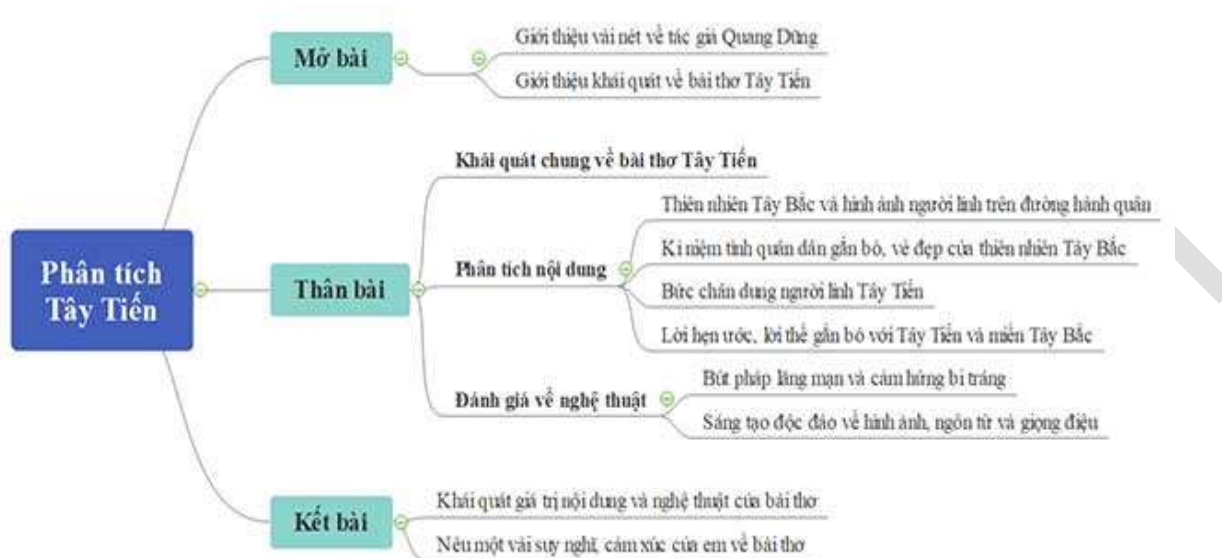 Phân tích
Tây Tiến
Mở bài
Giới thiệu vài nét về tác giả Quang Dũng
Giới thiệu khái quát về bài thơ Tây Tiến
Thân bài
Khái quát chung về bài thơ Tây Tiến
Phân tích nội dung
Thiên nhiên Tây Bắc và hình ảnh người lính trên đường hành quân
Kỉ niệm tình quân dân gắn bó, vẻ đẹp của thiên nhiên Tây Bắc
Bức chân dung người lính Tây Tiến
Lời hẹn ước, lời thề gắn bó với Tây Tiến và miền Tây Bắc
Đánh giá về nghệ thuật
Bút pháp lãng mạn và cảm hứng bi tráng
Sáng tạo độc đáo về hình ảnh, ngôn từ và giọng điệu
Kết bài
Khái quát giá trị nội dung và nghệ thuật của bài thơ
Nêu một vài suy nghĩ, cảm xúc của em về bài thơ